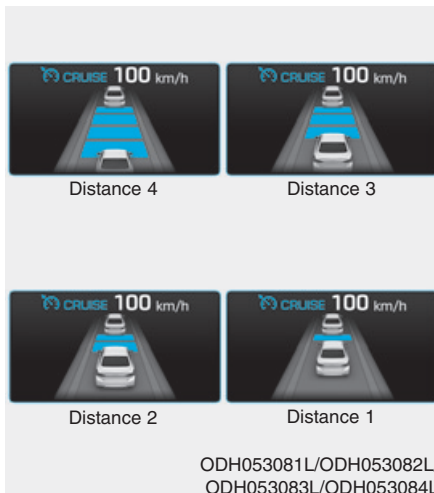 CRUISE 100 km/h
CRUISE 100 km/h
Distance 4
Distance 3
CRUISE 100 km/h
CRUISE 100 km/h
Distance 2
Distance 1
ODH053081L/ODH053082L
ODH053083L/ODH053084L